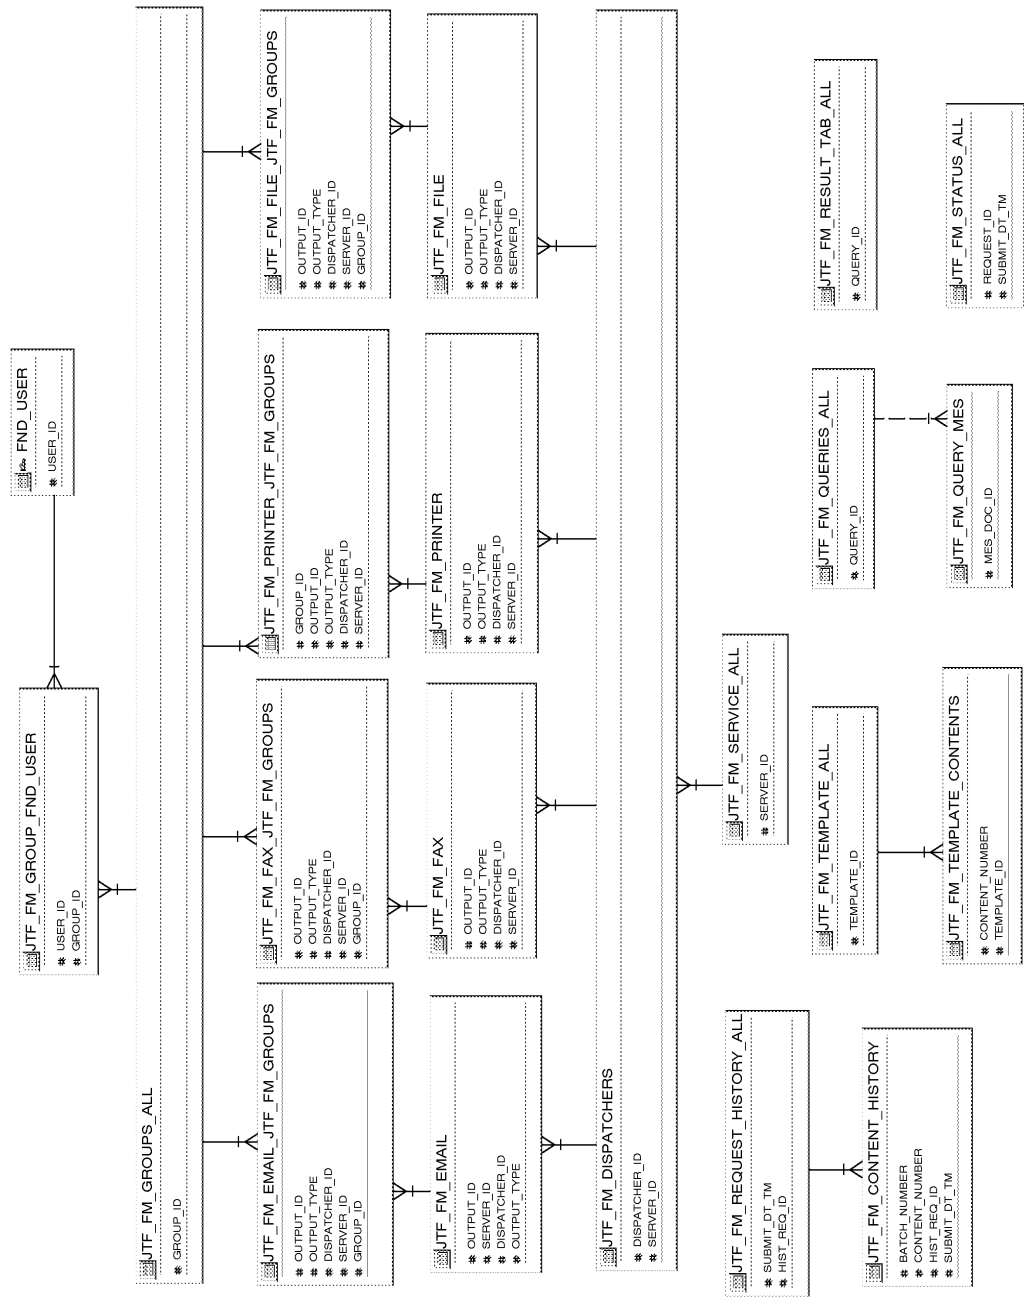 FND_USER
# USER_ID
JTF_FM_GROUP_FND_USER
# USER_ID
# GROUP_ID
JTF_FM_GROUPS_ALL
# GROUP_ID
JTF_FM_EMAIL_JTF_FM_GROUPS
# OUTPUT_ID
# OUTPUT_TYPE
# DISPATCHER_ID
# SERVER_ID
# GROUP_ID
JTF_FM_FAX_JTF_FM_GROUPS
# OUTPUT_ID
# OUTPUT_TYPE
# DISPATCHER_ID
# SERVER_ID
# GROUP_ID
JTF_FM_PRINTER_JTF_FM_GROUPS
# GROUP_ID
# OUTPUT_ID
# OUTPUT_TYPE
# DISPATCHER_ID
# SERVER_ID
JTF_FM_FILE_JTF_FM_GROUPS
# OUTPUT_ID
# OUTPUT_TYPE
# DISPATCHER_ID
# SERVER_ID
# GROUP_ID
JTF_FM_EMAIL
# OUTPUT_ID
# SERVER_ID
# DISPATCHER_ID
# OUTPUT_TYPE
JTF_FM_FAX
# OUTPUT_ID
# OUTPUT_TYPE
# DISPATCHER_ID
# SERVER_ID
JTF_FM_PRINTER
# OUTPUT_ID
# OUTPUT_TYPE
# DISPATCHER_ID
# SERVER_ID
JTF_FM_FILE
# OUTPUT_ID
# OUTPUT_TYPE
# DISPATCHER_ID
# SERVER_ID
JTF_FM_DISPATCHERS
# DISPATCHER_ID
# SERVER_ID
JTF_FM_REQUEST_HISTORY_ALL
# SUBMIT_DT_TM
# HIST_REQ_ID
JTF_FM_SERVICE_ALL
# SERVER_ID
JTF_FM_TEMPLATE_ALL
# TEMPLATE_ID
JTF_FM_QUERIES_ALL
# QUERY_ID
JTF_FM_RESULT_TAB_ALL
# QUERY_ID
JTF_FM_CONTENT_HISTORY
# BATCH_NUMBER
# CONTENT_NUMBER
# HIST_REQ_ID
# SUBMIT_DT_TM
JTF_FM_TEMPLATE_CONTENTS
# CONTENT_NUMBER
# TEMPLATE_ID
JTF_FM_QUERY_MES
# MES_DOC_ID
JTF_FM_STATUS_ALL
# REQUEST_ID
# SUBMIT_DT_TM